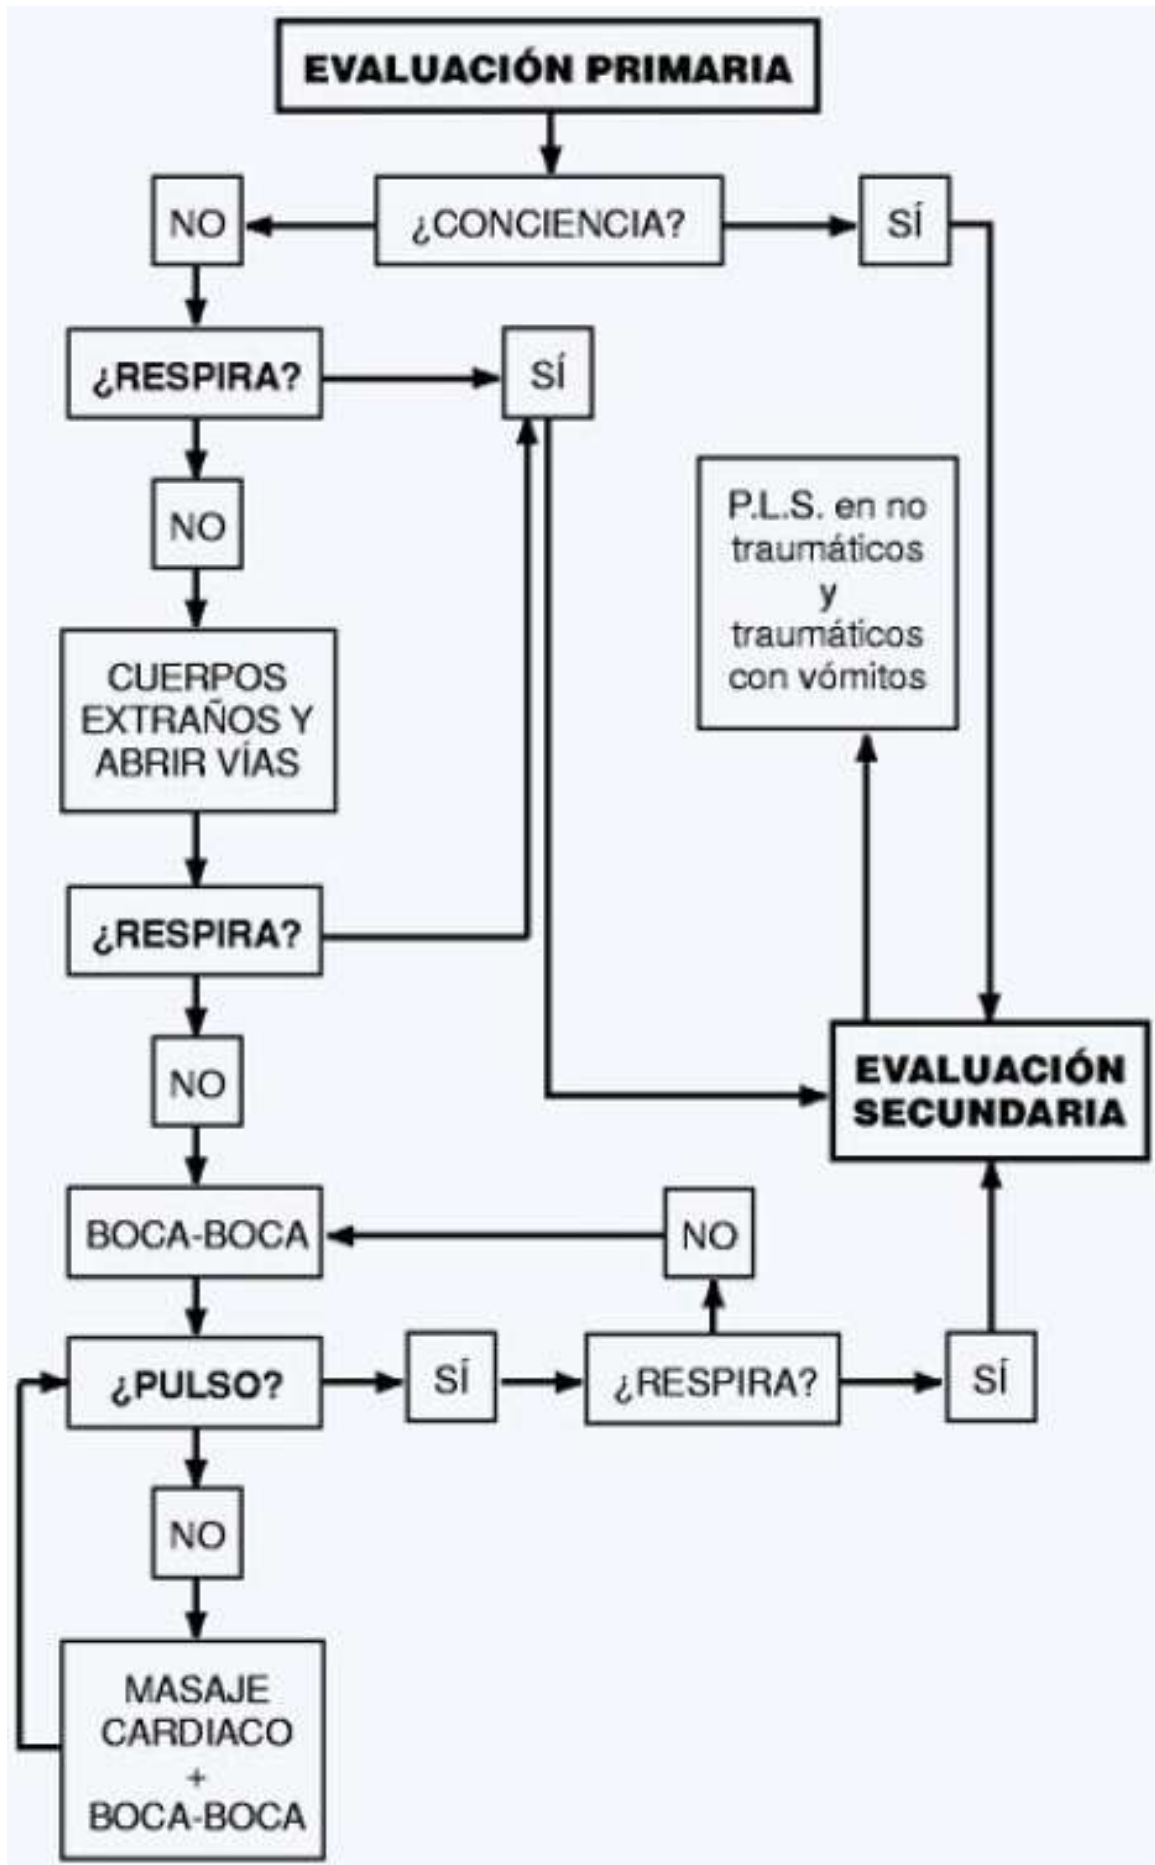 EVALUACIÓN PRIMARIA
NO
¿CONCIENCIA?
SÍ
¿RESPIRA?
SÍ
NO
P.L.S. en no
traumáticos
y
traumáticos
con vómitos
CUERPOS
EXTRAÑOS Y
ABRIR VÍAS
¿RESPIRA?
NO
EVALUACIÓN
SECUNDARIA
BOCA-BOCA
NO
¿PULSO?
SÍ
¿RESPIRA?
SÍ
NO
MASAJE
CARDIACO
+
BOCA-BOCA